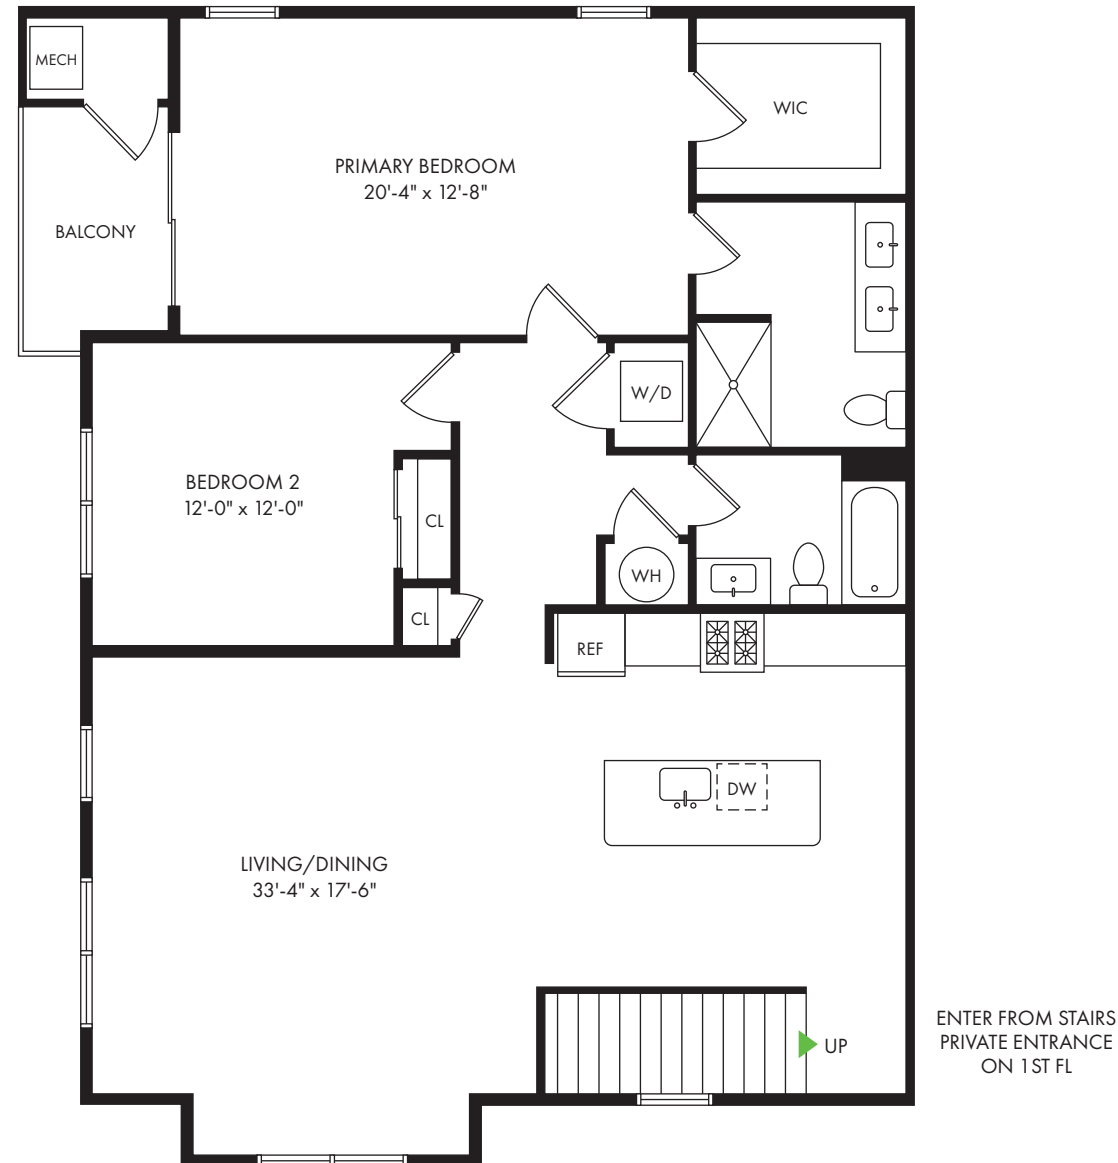 MECH
WIC
PRIMARY BEDROOM
20'-4" x 12'-8"
BALCONY
W/D
BEDROOM 2
12'-0" x 12'-0"
CL
WH
CL
REF
DW
LIVING/DINING
33'-4" x 17'-6"
ENTER FROM STAIRS
PRIVATE ENTRANCE
ON 1ST FL
UP